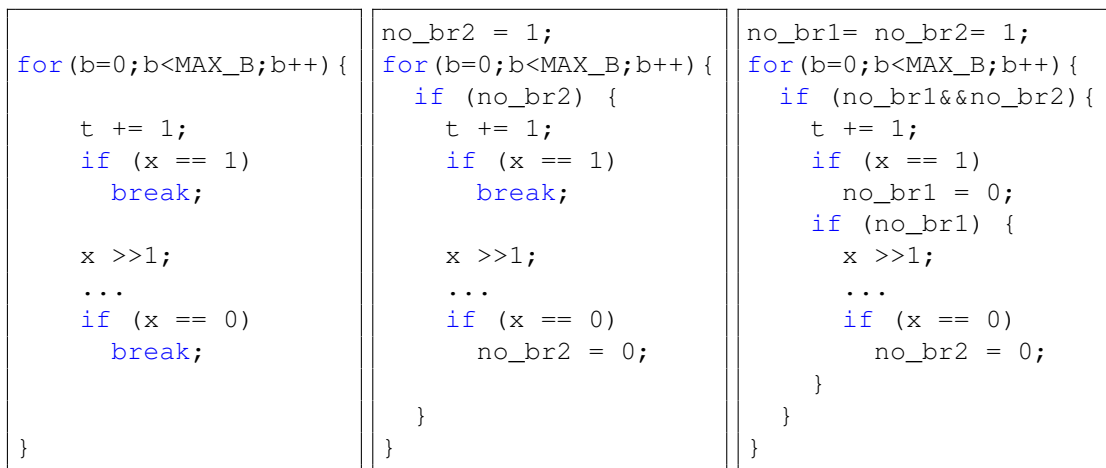 for(b=0;b<MAX_B;b++){
t += 1;
if (x == 1)
break;
x >>1;
...
if (x == 0)
break;
}
no_br2 = 1;
for(b=0;b<MAX_B;b++){
if (no_br2) {
t += 1;
if (x == 1)
break;
x >>1;
...
if (x == 0)
no_br2 = 0;
}
}
no_br1= no_br2= 1;
for(b=0;b<MAX_B;b++){
if (no_br1&&no_br2){
t += 1;
if (x == 1)
no_br1 = 0;
if (no_br1) {
x >>1;
...
if (x == 0)
no_br2 = 0;
}
}
}